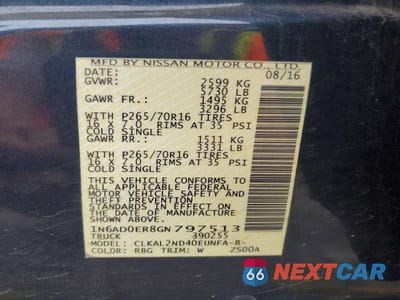 MFD BY NISSAN MOTOR CO., LTD.
DATE: 08/16
GVWR: 2599 KG
5730 LB
GAWR FR.: 1495 KG
3296 LB
WITH P265/70R16 TIRES
16 X 7.0 RIMS AT 35 PSI
COLD SINGLE
GAWR RR.: 1511 KG
3331 LB
WITH P265/70R16 TIRES
16 X 7.0 RIMS AT 35 PSI
COLD SINGLE
THIS VEHICLE CONFORMS TO
ALL APPLICABLE FEDERAL
MOTOR VEHICLE SAFETY
AND THEFT PREVENTION
STANDARDS IN EFFECT ON
THE DATE OF MANUFACTURE
SHOWN ABOVE.
1N6AD0ER8GN797513
TRUCK 390255
MODEL: CLKAL2ND40EUNFA-8-
COLOR: RBG TRIM: W ZS00A
66 NEXTCAR